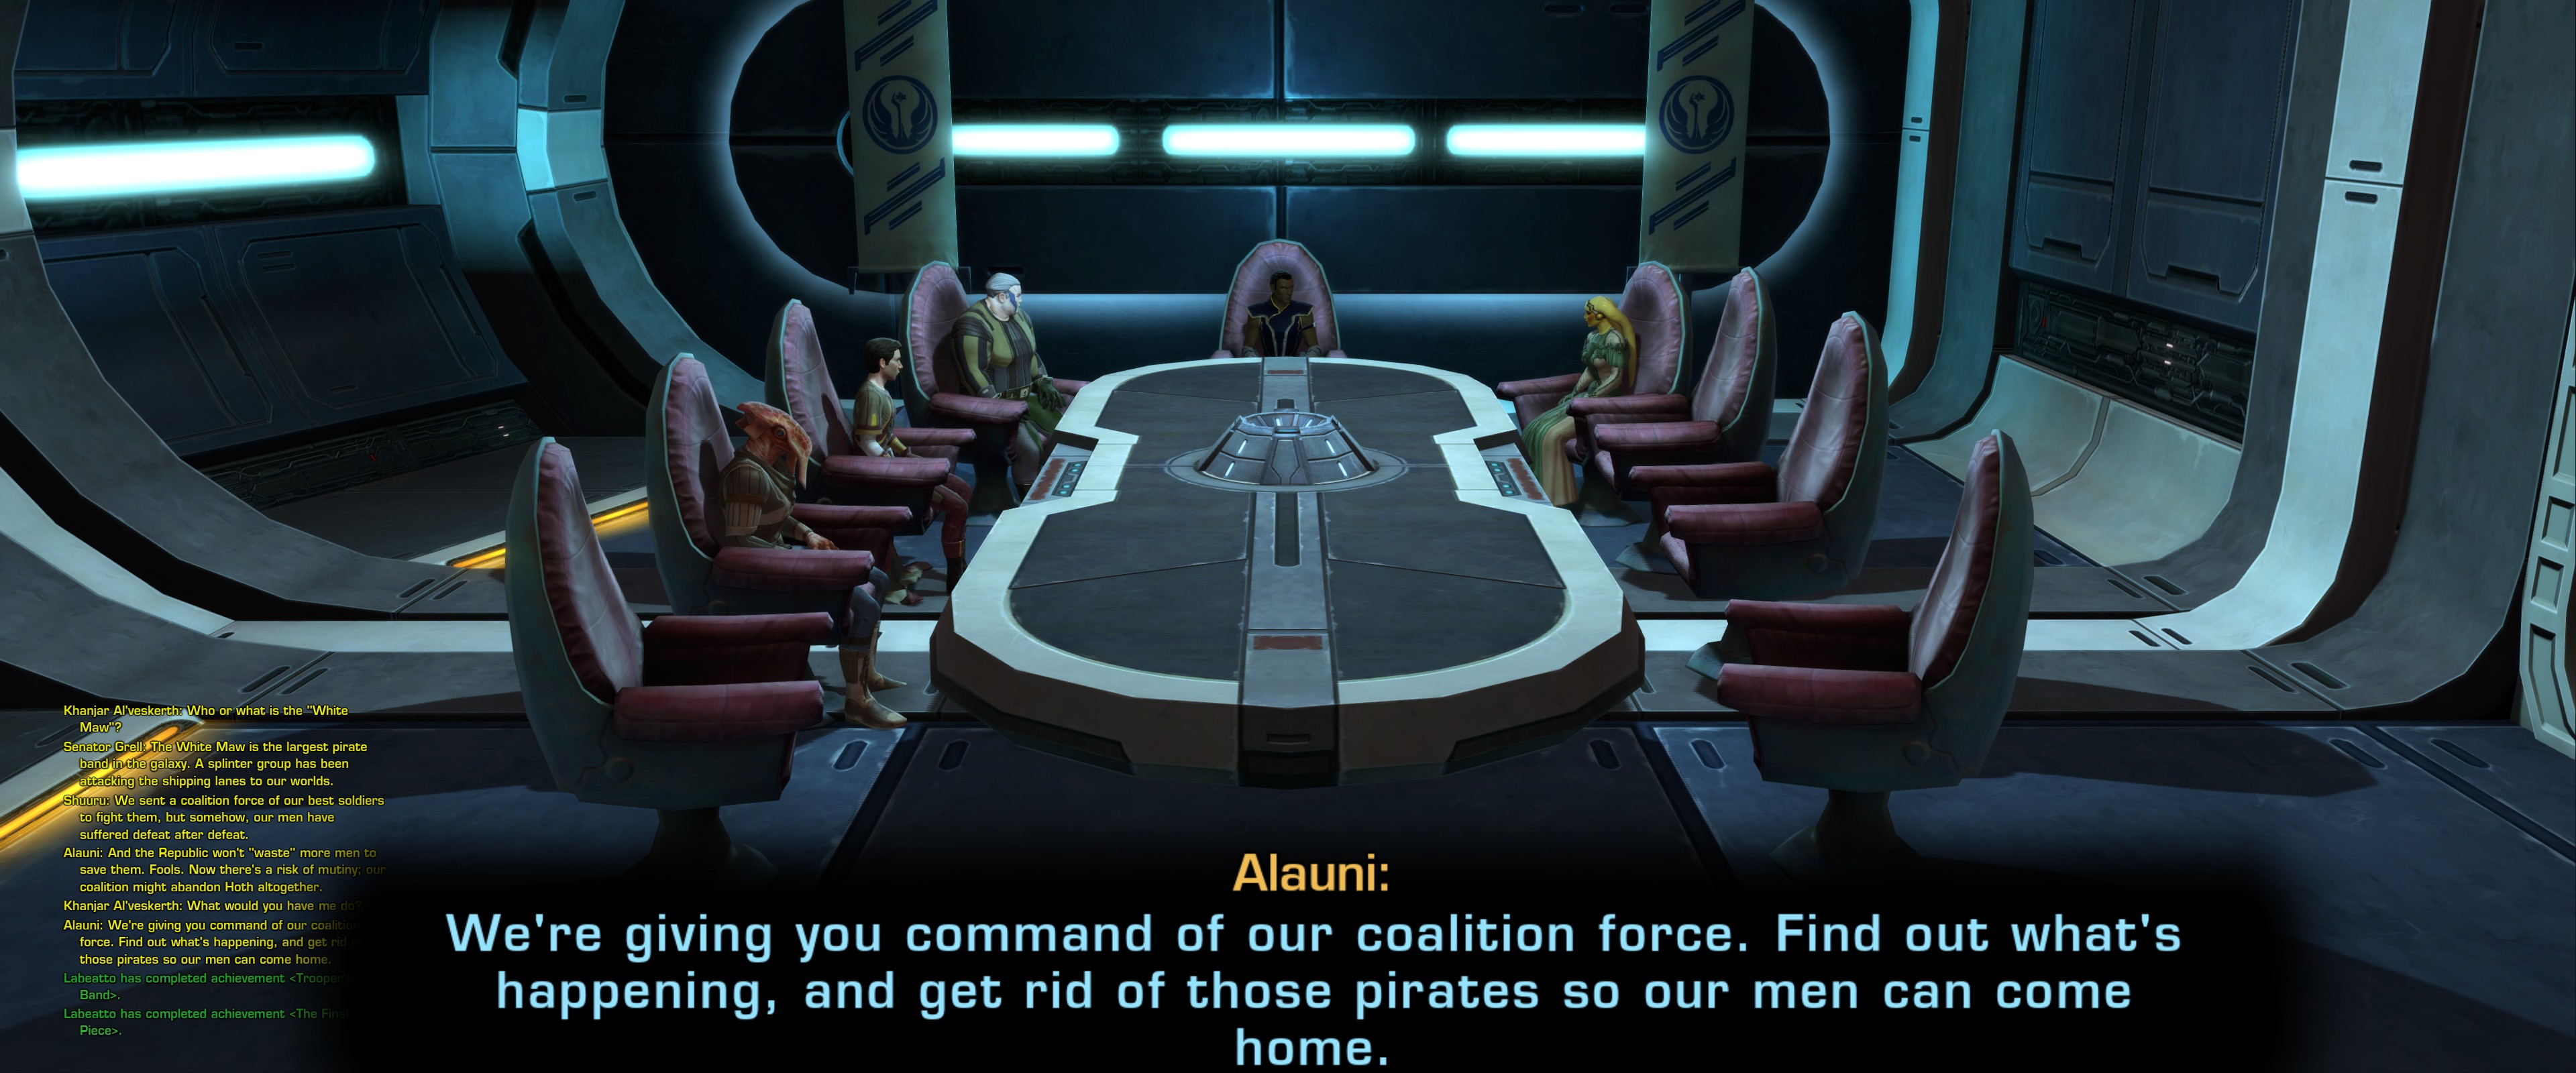 Khanjar Al'veskerth: Who or what is the "White
Maw"?
Senator Grell: The White Maw is the largest pirate
band in the galaxy. A splinter group has been
attacking the shipping lanes to our worlds.
Shuuru: We sent a coalition force of our best soldiers
to fight them, but somehow, our men have
suffered defeat after defeat.
Alauni: And the Republic won't "waste" more men to
save them. Fools. Now there's a risk of mutiny; our
coalition might abandon Hoth altogether.
Khanjar Al'veskerth: What would you have me do?
Alauni: We're giving you command of our coalition
force. Find out what's happening, and get rid of
those pirates so our men can come home.
Labeatto has completed achievement <Trooper
Band>.
Labeatto has completed achievement <The Final
Piece>.
Alauni:
We're giving you command of our coalition force. Find out what's
happening, and get rid of those pirates so our men can come
home.